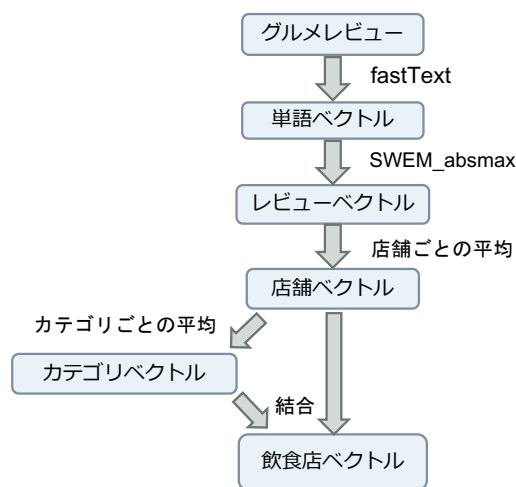 グルメレビュー
fastText
単語ベクトル
SWEM_absmax
レビューベクトル
店舗ごとの平均
店舗ベクトル
カテゴリごとの平均
カテゴリベクトル
結合
飲食店ベクトル